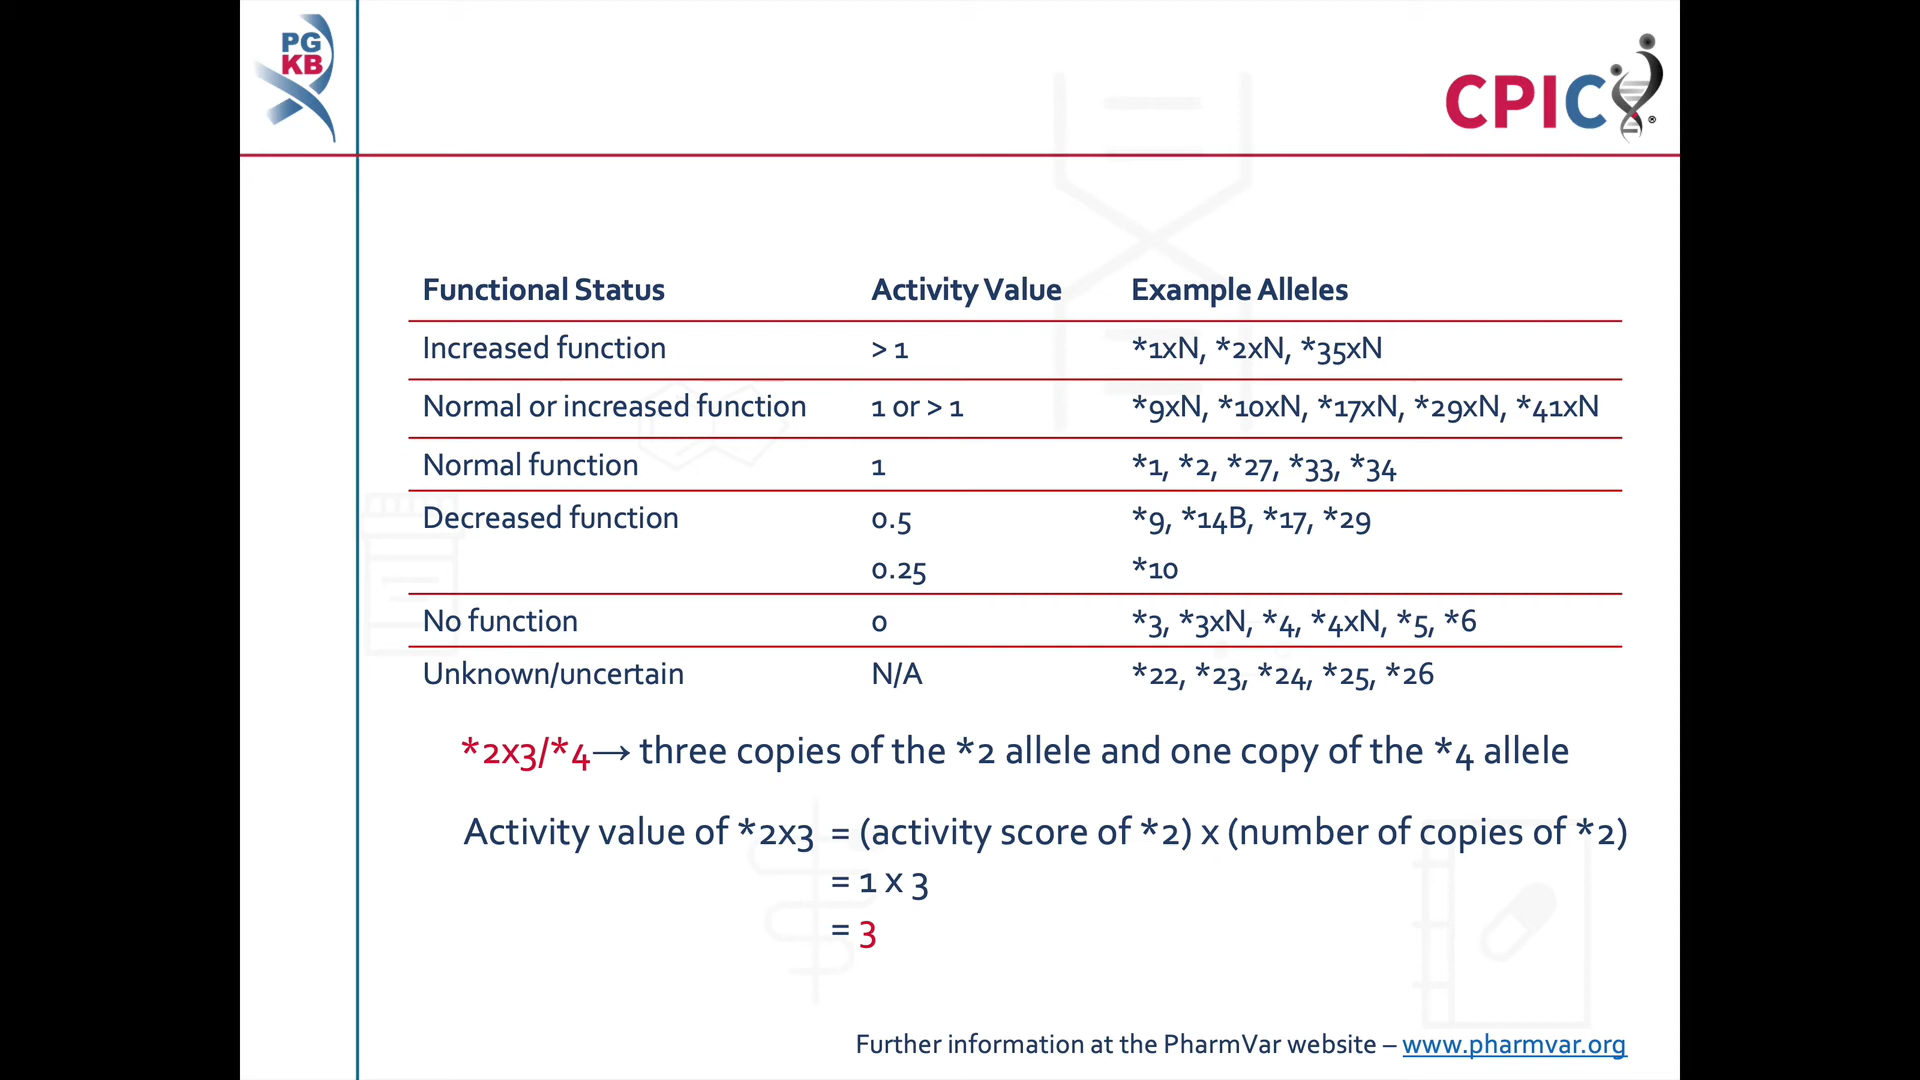 PG
KB
CPIC®
Functional Status Activity Value Example Alleles
Increased function > 1 *1xN, *2xN, *35xN
Normal or increased function 1 or > 1 *9xN, *10xN, *17xN, *29xN, *41xN
Normal function 1 *1, *2, *27, *33, *34
Decreased function 0.5 *9, *14B, *17, *29
0.25 *10
No function 0 *3, *3xN, *4, *4xN, *5, *6
Unknown/uncertain N/A *22, *23, *24, *25, *26
*2x3/*4→ three copies of the *2 allele and one copy of the *4 allele
Activity value of *2x3 = (activity score of *2) x (number of copies of *2)
= 1 x 3
= 3
Further information at the PharmVar website – www.pharmvar.org